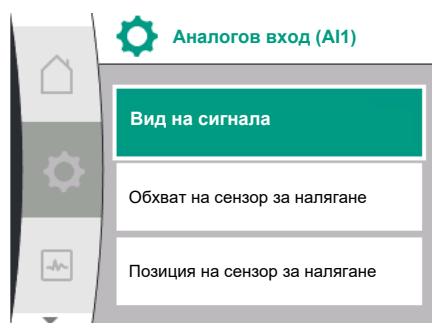 Аналогов вход (AI1)
Вид на сигнала
Обхват на сензор за налягане
Позиция на сензор за налягане